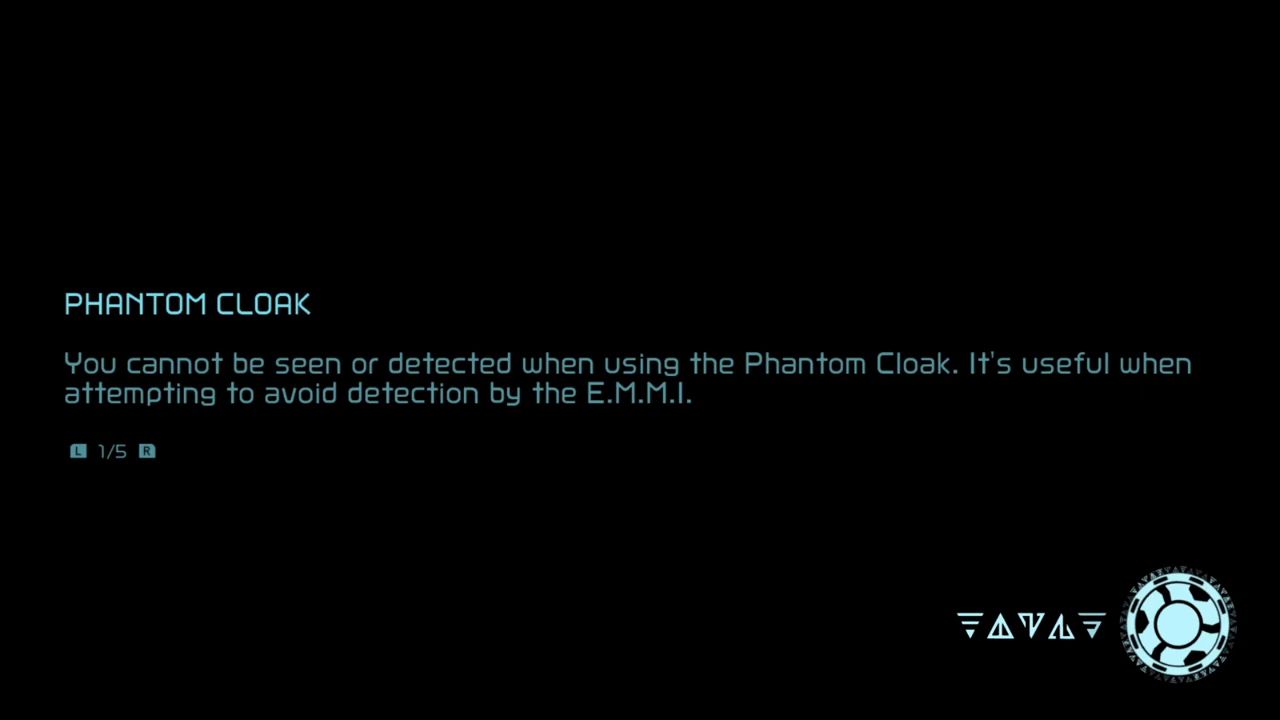 PHANTOM CLOAK
You cannot be seen or detected when using the Phantom Cloak. It's useful when
attempting to avoid detection by the E.M.M.I.
L 1/5 R